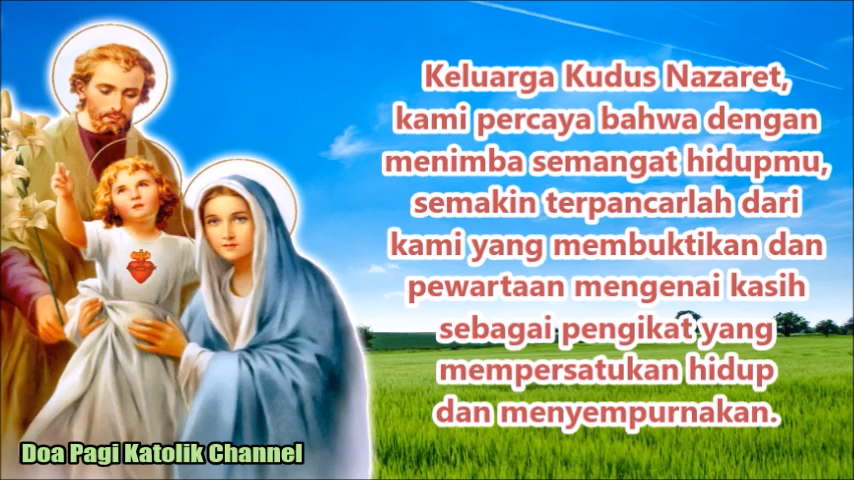 Keluarga Kudus Nazaret,
kami percaya bahwa dengan
menimba semangat hidupmu,
semakin terpancarlah dari
kami yang membuktikan dan
pewartaan mengenai kasih
sebagai pengikat yang
mempersatukan hidup
dan menyempurnakan.
Doa Pagi Katolik Channel